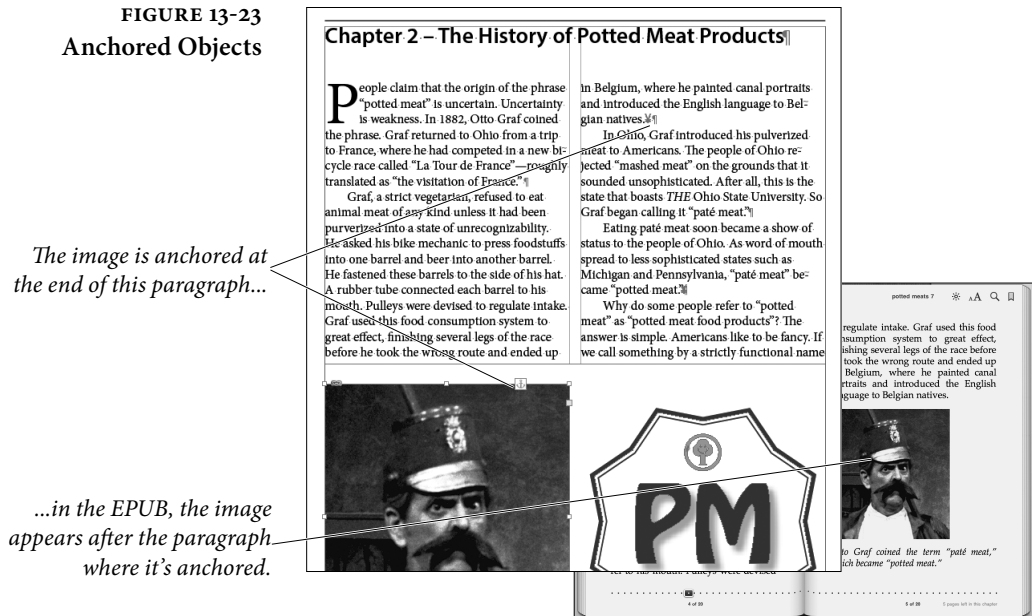 FIGURE 13-23
Anchored Objects
The image is anchored at
the end of this paragraph...
...in the EPUB, the image
appears after the paragraph
where it's anchored.
Chapter 2 – The History of Potted Meat Products¶
People claim that the origin of the phrase
“potted meat” is uncertain. Uncertainty
is weakness. In 1882, Otto Graf coined
the phrase. Graf returned to Ohio from a trip
to France, where he had competed in a new bi-
cycle race called “La Tour de France”—roughly
translated as “the visitation of France.”¶
Graf, a strict vegetarian, refused to eat
animal meat of any kind unless it had been
purverized into a state of unrecognizability.
He asked his bike mechanic to press foodstuffs
into one barrel and beer into another barrel.
He fastened these barrels to the side of his hat.
A rubber tube connected each barrel to his
mouth. Pulleys were devised to regulate intake.
Graf used this food consumption system to
great effect, finishing several legs of the race
before he took the wrong route and ended up
in Belgium, where he painted canal portraits
and introduced the English language to Bel-
gian natives.¥¶
In Ohio, Graf introduced his pulverized
meat to Americans. The people of Ohio re-
jected “mashed meat” on the grounds that it
sounded unsophisticated. After all, this is the
state that boasts THE Ohio State University. So
Graf began calling it “paté meat.”¶
Eating paté meat soon became a show of
status to the people of Ohio. As word of mouth
spread to less sophisticated states such as
Michigan and Pennsylvania, “paté meat” be-
came “potted meat.”¶
Why do some people refer to “potted
meat” as “potted meat food products”? The
answer is simple. Americans like to be fancy. If
we call something by a strictly functional name
PM
potted meats 7
AA
regulate intake. Graf used this food
nsumption system to great effect,
ishing several legs of the race before
took the wrong route and ended up
Belgium, where he painted canal
rtraits and introduced the English
guage to Belgian natives.
to Graf coined the term “paté meat,”
ich became “potted meat.”
4 of 20
5 of 20
5 pages left in this chapter